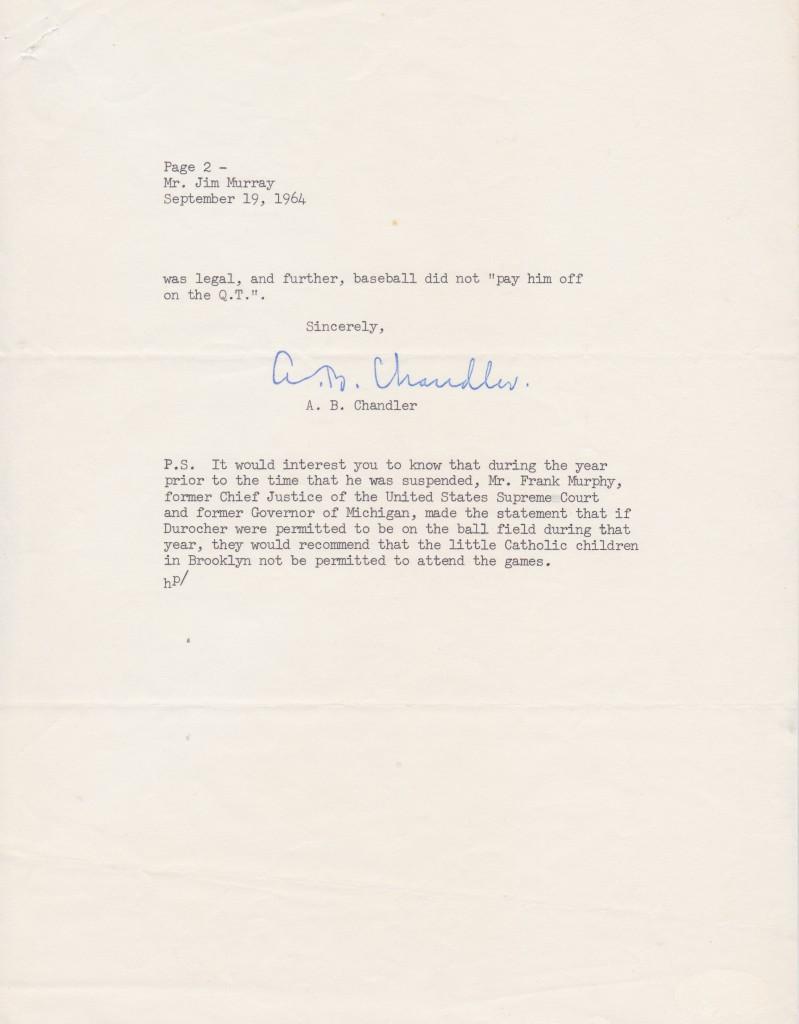 Page 2 -
Mr. Jim Murray
September 19, 1964
was legal, and further, baseball did not "pay him off
on the Q.T.".
Sincerely,
A. B. Chandler.
A. B. Chandler
P.S. It would interest you to know that during the year
prior to the time that he was suspended, Mr. Frank Murphy,
former Chief Justice of the United States Supreme Court
and former Governor of Michigan, made the statement that if
Durocher were permitted to be on the ball field during that
year, they would recommend that the little Catholic children
in Brooklyn not be permitted to attend the games.
hp/